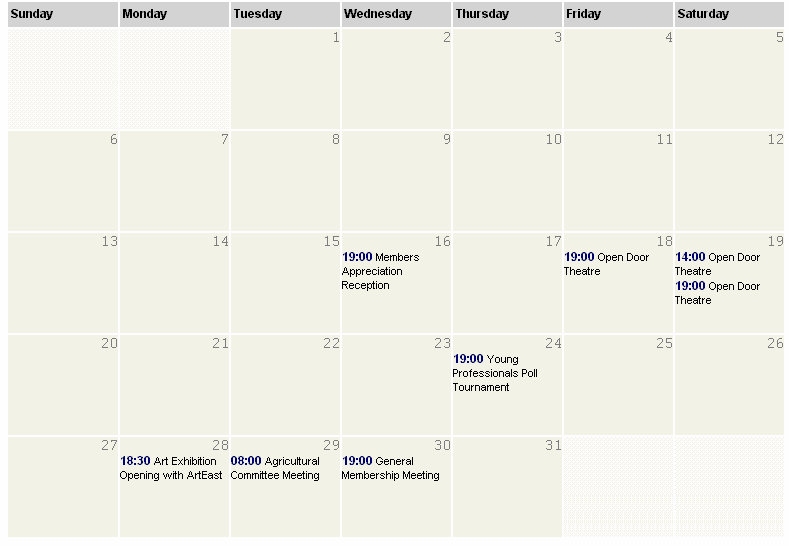 Sunday Monday Tuesday Wednesday Thursday Friday Saturday
1 2 3 4 5
6 7 8 9 10 11 12
13 14 15 16 17 18 19
19:00 Members
Appreciation
Reception
19:00 Open Door
Theatre
14:00 Open Door
Theatre
19:00 Open Door
Theatre
20 21 22 23 24 25 26
19:00 Young
Professionals Poll
Tournament
27 28 29 30 31
18:30 Art Exhibition
Opening with ArtEast
08:00 Agricultural
Committee Meeting
19:00 General
Membership Meeting